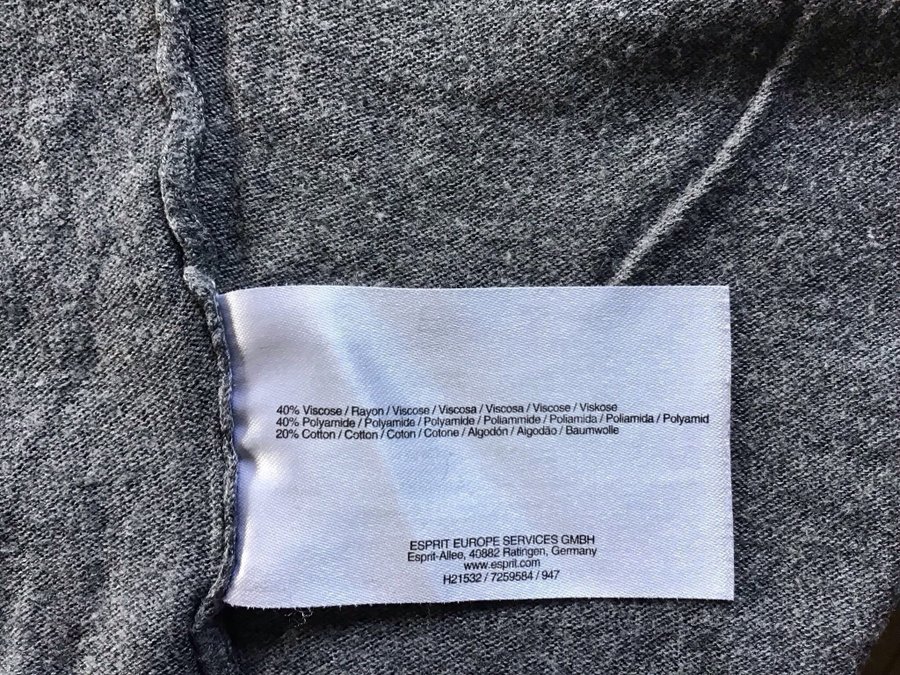 40% Viscose / Rayon / Viscose / Viscosa / Viscosa / Viscose / Viskose
40% Polyamide / Polyamide / Polyamide / Poliammide / Poliamida / Poliamida / Polyamid
20% Cotton / Cotton / Coton / Cotone / Algodón / Algodão / Baumwolle
ESPRIT EUROPE SERVICES GMBH
Esprit-Allee, 40882 Ratingen, Germany
www.esprit.com
H21532 / 7259584 / 947